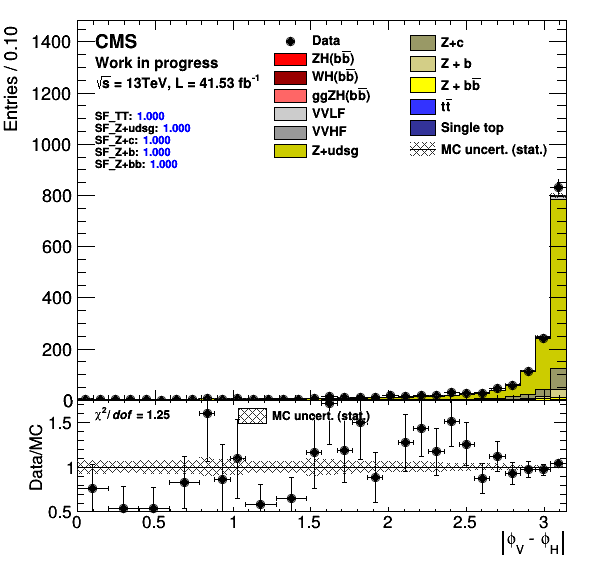 CMS
Work in progress
√s = 13TeV, L = 41.53 fb⁻¹
SF_TT: 1.000
SF_Z+udsg: 1.000
SF_Z+c: 1.000
SF_Z+b: 1.000
SF_Z+bb: 1.000
Data
ZH(bb̅)
WH(bb̅)
ggZH(bb̅)
VVLF
VVHF
Z+udsg
Z+c
Z + b
Z + bb̅
tt̅
Single top
MC uncert. (stat.)
Entries / 0.10
1400
1200
1000
800
600
400
200
0
χ²/dof = 1.25
MC uncert. (stat.)
Data/MC
1.5
1
0.5
0 0.5 1 1.5 2 2.5 3
|ϕV - ϕH|